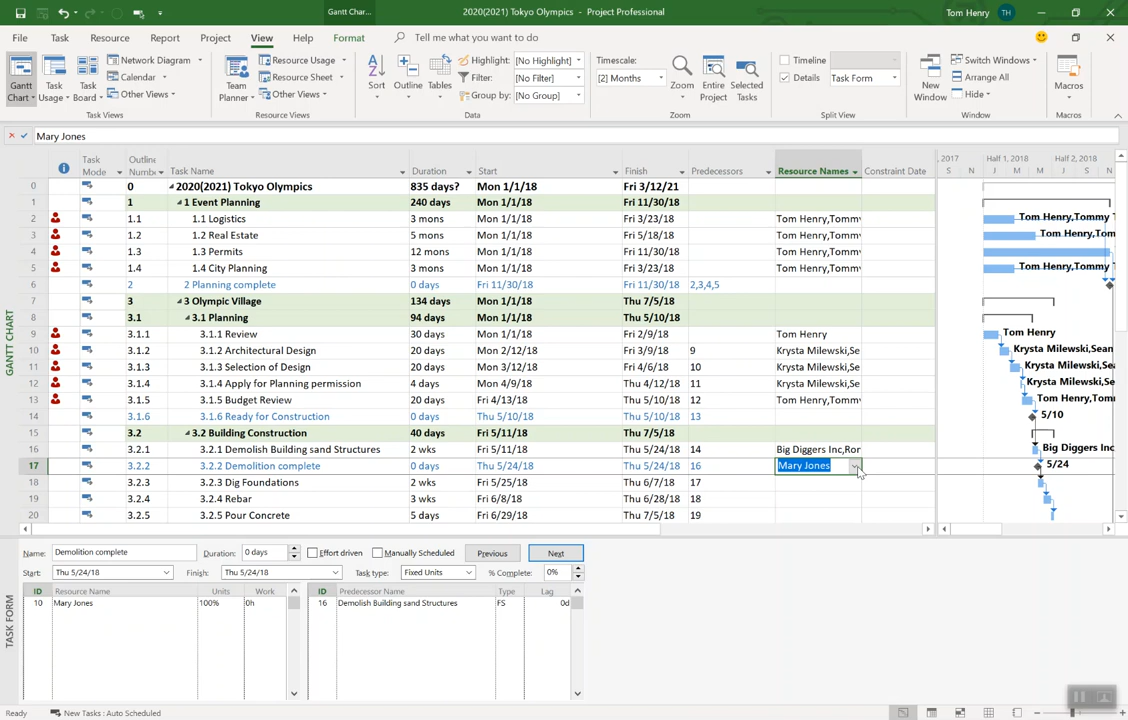 Gantt Char...
2020(2021) Tokyo Olympics - Project Professional
Tom Henry TH
File Task Resource Report Project View Help Format Tell me what you want to do
Gantt Chart
Task Usage
Task Board
Network Diagram
Calendar
Other Views
Task Views
Team Planner
Resource Usage
Resource Sheet
Other Views
Resource Views
Sort
Outline
Tables
Highlight: [No Highlight]
Filter: [No Filter]
Group by: [No Group]
Data
Timescale:
[2] Months
Zoom
Entire Project
Selected Tasks
Zoom
Timeline
Details Task Form
Split View
New Window
Switch Windows
Arrange All
Hide
Window
Macros
Macros
Mary Jones
Task Mode Outline Numbe Task Name Duration Start Finish Predecessors Resource Names Constraint Date
, 2017 Half 1, 2018 Half 2, 2018
S N J M M J S N
0 0 2020(2021) Tokyo Olympics 835 days? Mon 1/1/18 Fri 3/12/21
1 1 1 Event Planning 240 days Mon 1/1/18 Fri 11/30/18
2 1.1 1.1 Logistics 3 mons Mon 1/1/18 Fri 3/23/18 Tom Henry,Tommy Tom Henry,Tommy
3 1.2 1.2 Real Estate 5 mons Mon 1/1/18 Fri 5/18/18 Tom Henry,Tommy Tom Henry,Tom
4 1.3 1.3 Permits 12 mons Mon 1/1/18 Fri 11/30/18 Tom Henry,Tommy
5 1.4 1.4 City Planning 3 mons Mon 1/1/18 Fri 3/23/18 Tom Henry,Tommy Tom Henry,Tommy
6 2 2 Planning complete 0 days Fri 11/30/18 Fri 11/30/18 2,3,4,5
7 3 3 Olympic Village 134 days Mon 1/1/18 Thu 7/5/18
8 3.1 3.1 Planning 94 days Mon 1/1/18 Thu 5/10/18
9 3.1.1 3.1.1 Review 30 days Mon 1/1/18 Fri 2/9/18 Tom Henry Tom Henry
10 3.1.2 3.1.2 Architectural Design 20 days Mon 2/12/18 Fri 3/9/18 9 Krysta Milewski,Se Krysta Milewski,Sean
11 3.1.3 3.1.3 Selection of Design 20 days Mon 3/12/18 Fri 4/6/18 10 Krysta Milewski,Se Krysta Milewski,Sea
12 3.1.4 3.1.4 Apply for Planning permission 4 days Mon 4/9/18 Thu 4/12/18 11 Krysta Milewski,Se Krysta Milewski,Se
13 3.1.5 3.1.5 Budget Review 20 days Fri 4/13/18 Thu 5/10/18 12 Tom Henry,Tommy Tom Henry,Tom
14 3.1.6 3.1.6 Ready for Construction 0 days Thu 5/10/18 Thu 5/10/18 13 5/10
15 3.2 3.2 Building Construction 40 days Fri 5/11/18 Thu 7/5/18
16 3.2.1 3.2.1 Demolish Building sand Structures 2 wks Fri 5/11/18 Thu 5/24/18 14 Big Diggers Inc,Ror Big Diggers Inc
17 3.2.2 3.2.2 Demolition complete 0 days Thu 5/24/18 Thu 5/24/18 16 Mary Jones 5/24
18 3.2.3 3.2.3 Dig Foundations 2 wks Fri 5/25/18 Thu 6/7/18 17
19 3.2.4 3.2.4 Rebar 3 wks Fri 6/8/18 Thu 6/28/18 18
20 3.2.5 3.2.5 Pour Concrete 5 days Fri 6/29/18 Thu 7/5/18 19
GANTT CHART
Name: Demolition complete Duration: 0 days Effort driven Manually Scheduled Previous Next
Start: Thu 5/24/18 Finish: Thu 5/24/18 Task type: Fixed Units % Complete: 0%
ID Resource Name Units Work ID Predecessor Name Type Lag
10 Mary Jones 100% 0h 16 Demolish Building sand Structures FS 0d
TASK FORM
Ready New Tasks : Auto Scheduled